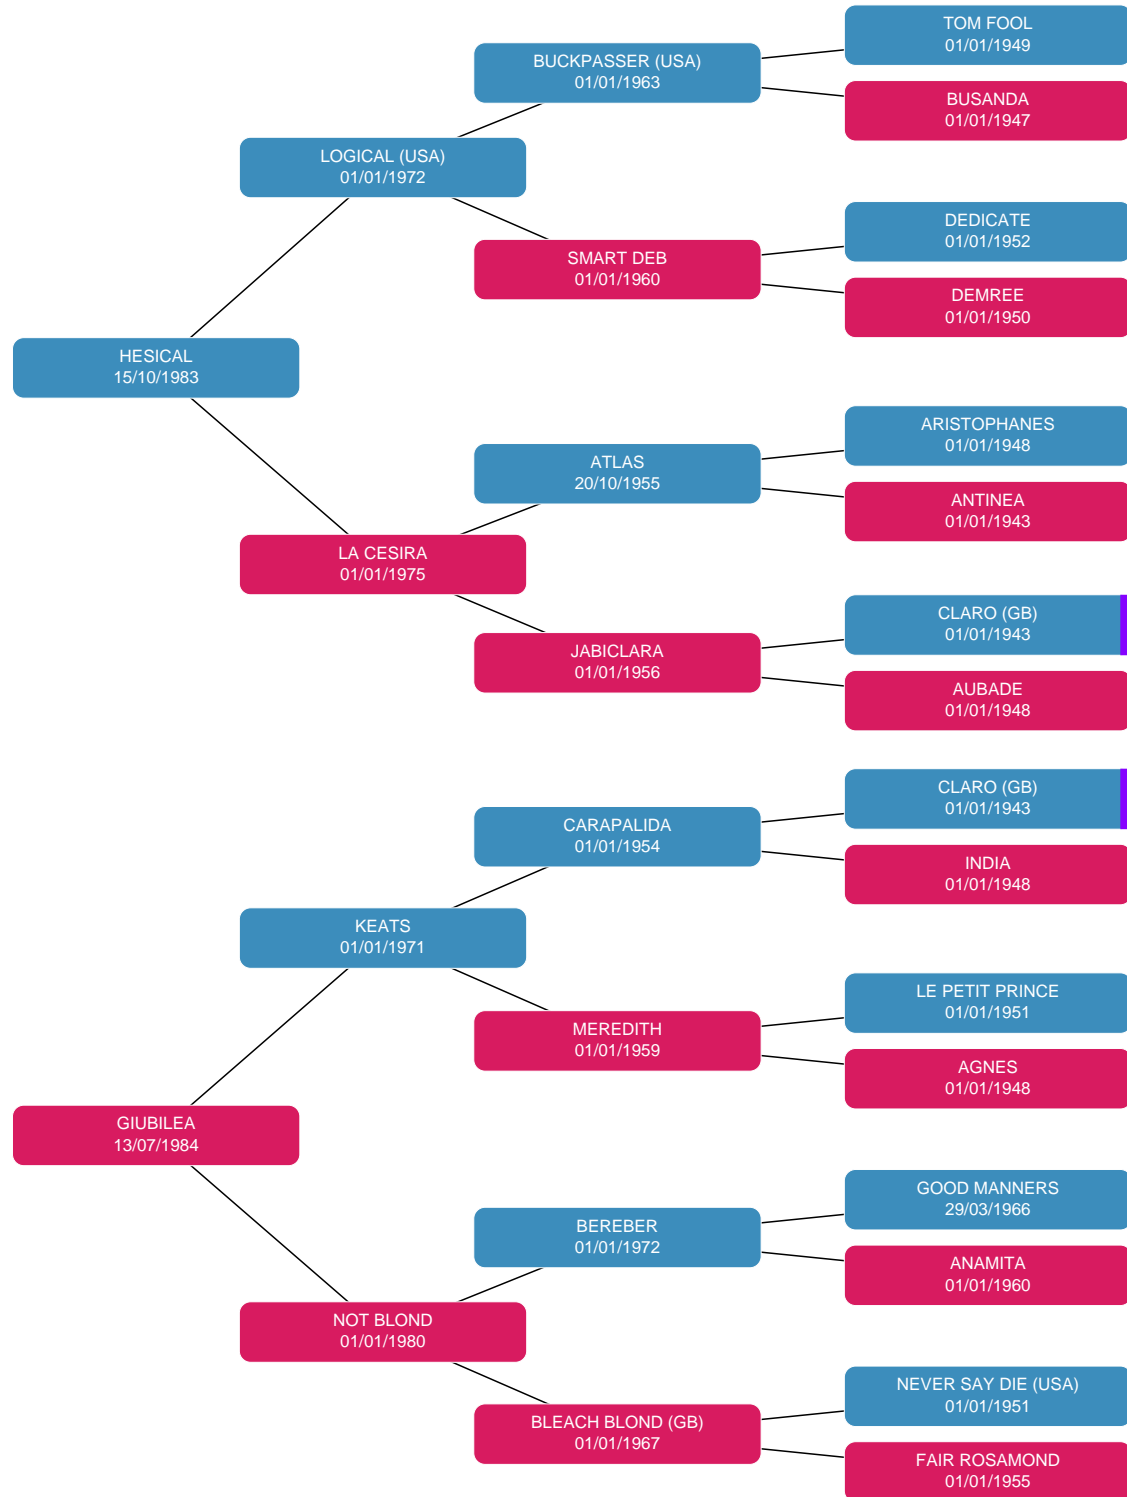 TOM FOOL
01/01/1949
BUCKPASSER (USA)
01/01/1963
BUSANDA
01/01/1947
LOGICAL (USA)
01/01/1972
DEDICATE
01/01/1952
SMART DEB
01/01/1960
DEMREE
01/01/1950
HESICAL
15/10/1983
ARISTOPHANES
01/01/1948
ATLAS
20/10/1955
ANTINEA
01/01/1943
LA CESIRA
01/01/1975
CLARO (GB)
01/01/1943
JABICLARA
01/01/1956
AUBADE
01/01/1948
CLARO (GB)
01/01/1943
CARAPALIDA
01/01/1954
INDIA
01/01/1948
KEATS
01/01/1971
LE PETIT PRINCE
01/01/1951
MEREDITH
01/01/1959
AGNES
01/01/1948
GIUBILEA
13/07/1984
GOOD MANNERS
29/03/1966
BEREBER
01/01/1972
ANAMITA
01/01/1960
NOT BLOND
01/01/1980
NEVER SAY DIE (USA)
01/01/1951
BLEACH BLOND (GB)
01/01/1967
FAIR ROSAMOND
01/01/1955